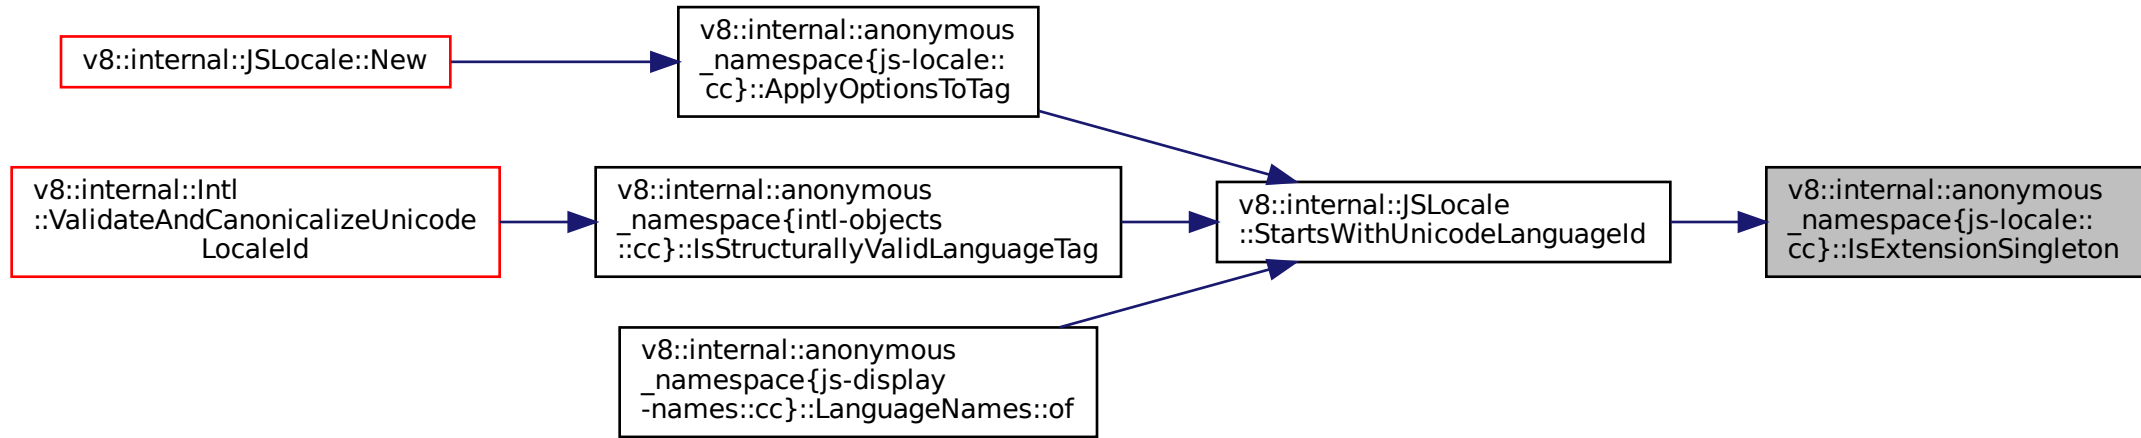 v8::internal::JSLocale::New
v8::internal::anonymous
_namespace{js-locale::
cc}::ApplyOptionsToTag
v8::internal::Intl
::ValidateAndCanonicalizeUnicode
LocaleId
v8::internal::anonymous
_namespace{intl-objects
::cc}::IsStructurallyValidLanguageTag
v8::internal::JSLocale
::StartsWithUnicodeLanguageId
v8::internal::anonymous
_namespace{js-locale::
cc}::IsExtensionSingleton
v8::internal::anonymous
_namespace{js-display
-names::cc}::LanguageNames::of